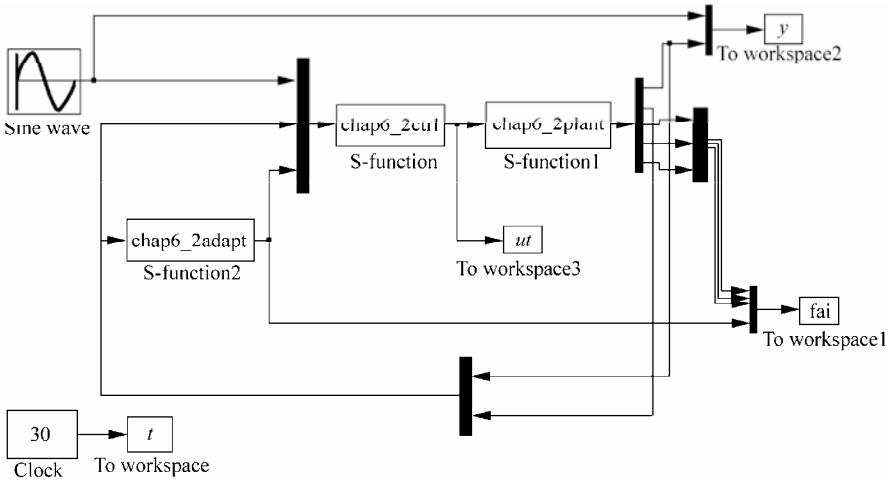 y
To workspace2
Sine wave
chap6_2ctrl
S-function
chap6_2plant
S-function1
chap6_2adapt
S-function2
ut
To workspace3
fai
To workspace1
30
Clock
t
To workspace